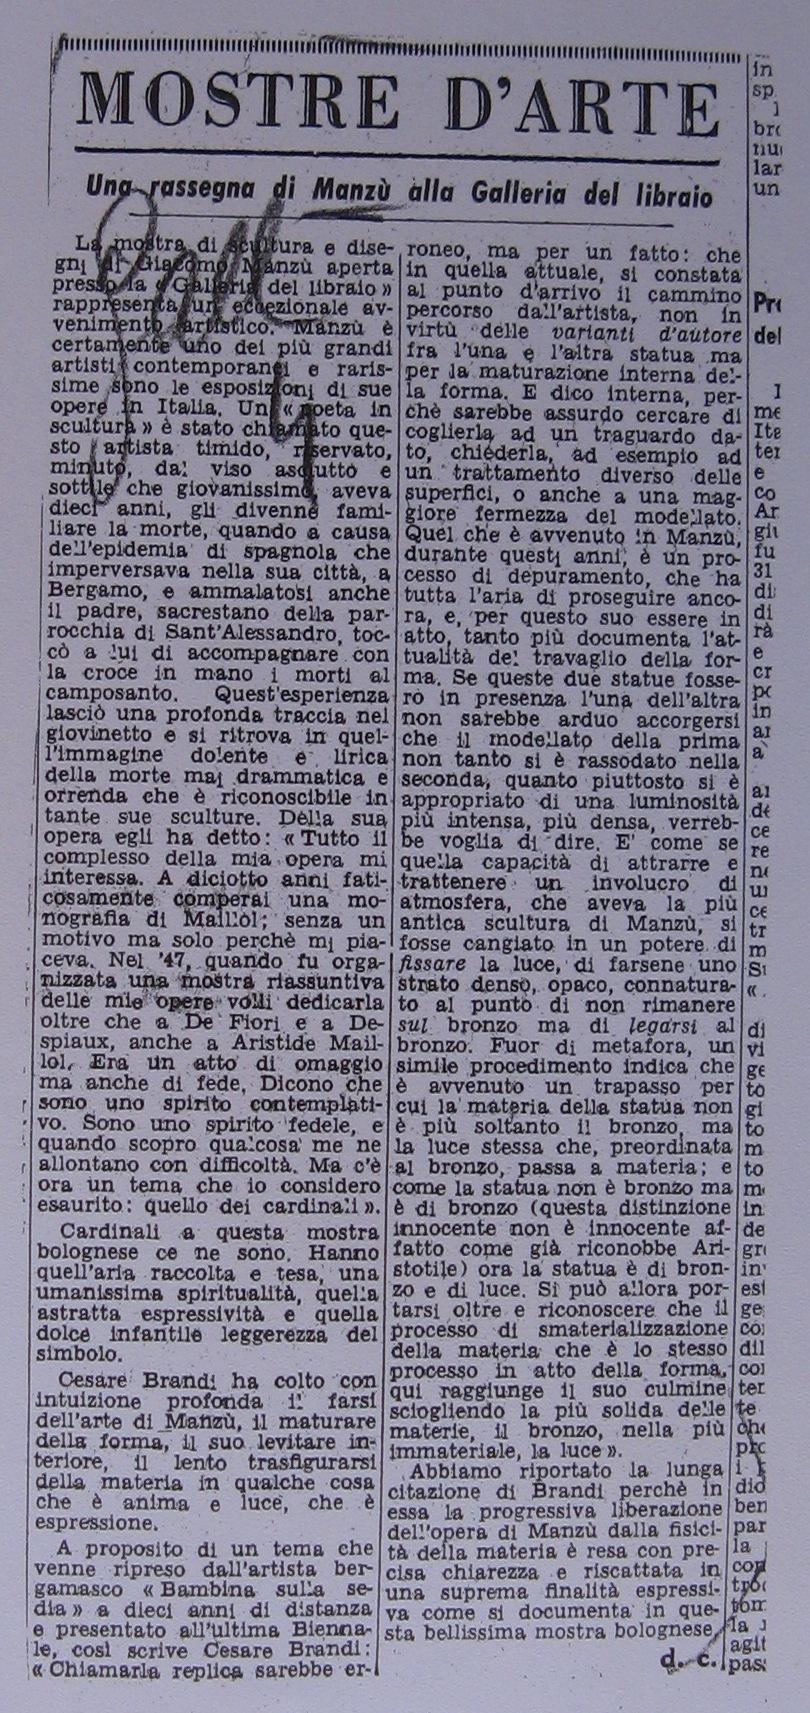 MOSTRE D'ARTE
Una rassegna di Manzù alla Galleria del libraio
La mostra di scultura e dise-
gni di Giacomo Manzù aperta
presso la « Galleria del libraio »
rappresenta un eccezionale av-
venimento artistico. Manzù è
certamente uno dei più grandi
artisti contemporanei e raris-
sime sono le esposizioni di sue
opere in Italia. Un « poeta in
scultura » è stato chiamato que-
sto artista timido, riservato,
minuto, dal viso asciutto e
sottile che giovanissimo, aveva
dieci anni, gli divenne fami-
liare la morte, quando a causa
dell'epidemia di spagnola che
imperversava nella sua città, a
Bergamo, e ammalatosi anche
il padre, sacrestano della par-
rocchia di Sant'Alessandro, toc-
cò a lui di accompagnare con
la croce in mano i morti al
camposanto. Quest'esperienza
lasciò una profonda traccia nel
giovinetto e si ritrova in quel-
l'immagine dolente e lirica
della morte mai drammatica e
orrenda che è riconoscibile in
tante sue sculture. Della sua
opera egli ha detto: « Tutto il
complesso della mia opera mi
interessa. A diciotto anni fati-
cosamente comperai una mo-
nografia di Maillol; senza un
motivo ma solo perchè mi pia-
ceva. Nel '47, quando fu orga-
nizzata una mostra riassuntiva
delle mie opere volli dedicarla
oltre che a De Fiori e a De-
spiaux, anche a Aristide Mail-
lol. Era un atto di omaggio
ma anche di fede. Dicono che
sono uno spirito contemplati-
vo. Sono uno spirito fedele, e
quando scopro qualcosa me ne
allontano con difficoltà. Ma c'è
ora un tema che io considero
esaurito: quello dei cardinali ».
Cardinali a questa mostra
bolognese ce ne sono. Hanno
quell'aria raccolta e tesa, una
umanissima spiritualità, quella
astratta espressività e quella
dolce infantile leggerezza del
simbolo.
Cesare Brandi ha colto con
intuizione profonda il farsi
dell'arte di Manzù, il maturare
della forma, il suo levitare in-
teriore, il lento trasfigurarsi
della materia in qualche cosa
che è anima e luce, che è
espressione.
A proposito di un tema che
venne ripreso dall'artista ber-
gamasco « Bambina sulla se-
dia » a dieci anni di distanza
e presentato all'ultima Bienna-
le, così scrive Cesare Brandi:
« Chiamarla replica sarebbe er-
roneo, ma per un fatto: che
in quella attuale, si constata
al punto d'arrivo il cammino
percorso dall'artista, non in
virtù delle varianti d'autore
fra l'una e l'altra statua ma
per la maturazione interna del-
la forma. E dico interna, per-
chè sarebbe assurdo cercare di
coglierla ad un traguardo da-
to, chiederla, ad esempio ad
un trattamento diverso delle
superfici, o anche a una mag-
giore fermezza del modellato.
Quel che è avvenuto in Manzù,
durante questi anni, è un pro-
cesso di depuramento, che ha
tutta l'aria di proseguire anco-
ra, e, per questo suo essere in
atto, tanto più documenta l'at-
tualità del travaglio della for-
ma. Se queste due statue fosse-
ro in presenza l'una dell'altra
non sarebbe arduo accorgersi
che il modellato della prima
non tanto si è rassodato nella
seconda, quanto piuttosto si è
appropriato di una luminosità
più intensa, più densa, verreb-
be voglia di dire. E' come se
quella capacità di attrarre e
trattenere un involucro di
atmosfera, che aveva la più
antica scultura di Manzù, si
fosse cangiato in un potere di
fissare la luce, di farsene uno
strato denso, opaco, connatura-
to al punto di non rimanere
sul bronzo ma di legarsi al
bronzo. Fuor di metafora, un
simile procedimento indica che
è avvenuto un trapasso per
cui la materia della statua non
è più soltanto il bronzo, ma
la luce stessa che, preordinata
al bronzo, passa a materia; e
come la statua non è bronzo ma
è di bronzo (questa distinzione
innocente non è innocente af-
fatto come già riconobbe Ari-
stotile) ora la statua è di bron-
zo e di luce. Si può allora por-
tarsi oltre e riconoscere che il
processo di smaterializzazione
della materia che è lo stesso
processo in atto della forma,
qui raggiunge il suo culmine
sciogliendo la più solida delle
materie, il bronzo, nella più
immateriale, la luce ».
Abbiamo riportato la lunga
citazione di Brandi perchè in
essa la progressiva liberazione
dell'opera di Manzù dalla fisici-
tà della materia è resa con pre-
cisa chiarezza e riscattata in
una suprema finalità espressi-
va come si documenta in que-
sta bellissima mostra bolognese.
d. c.